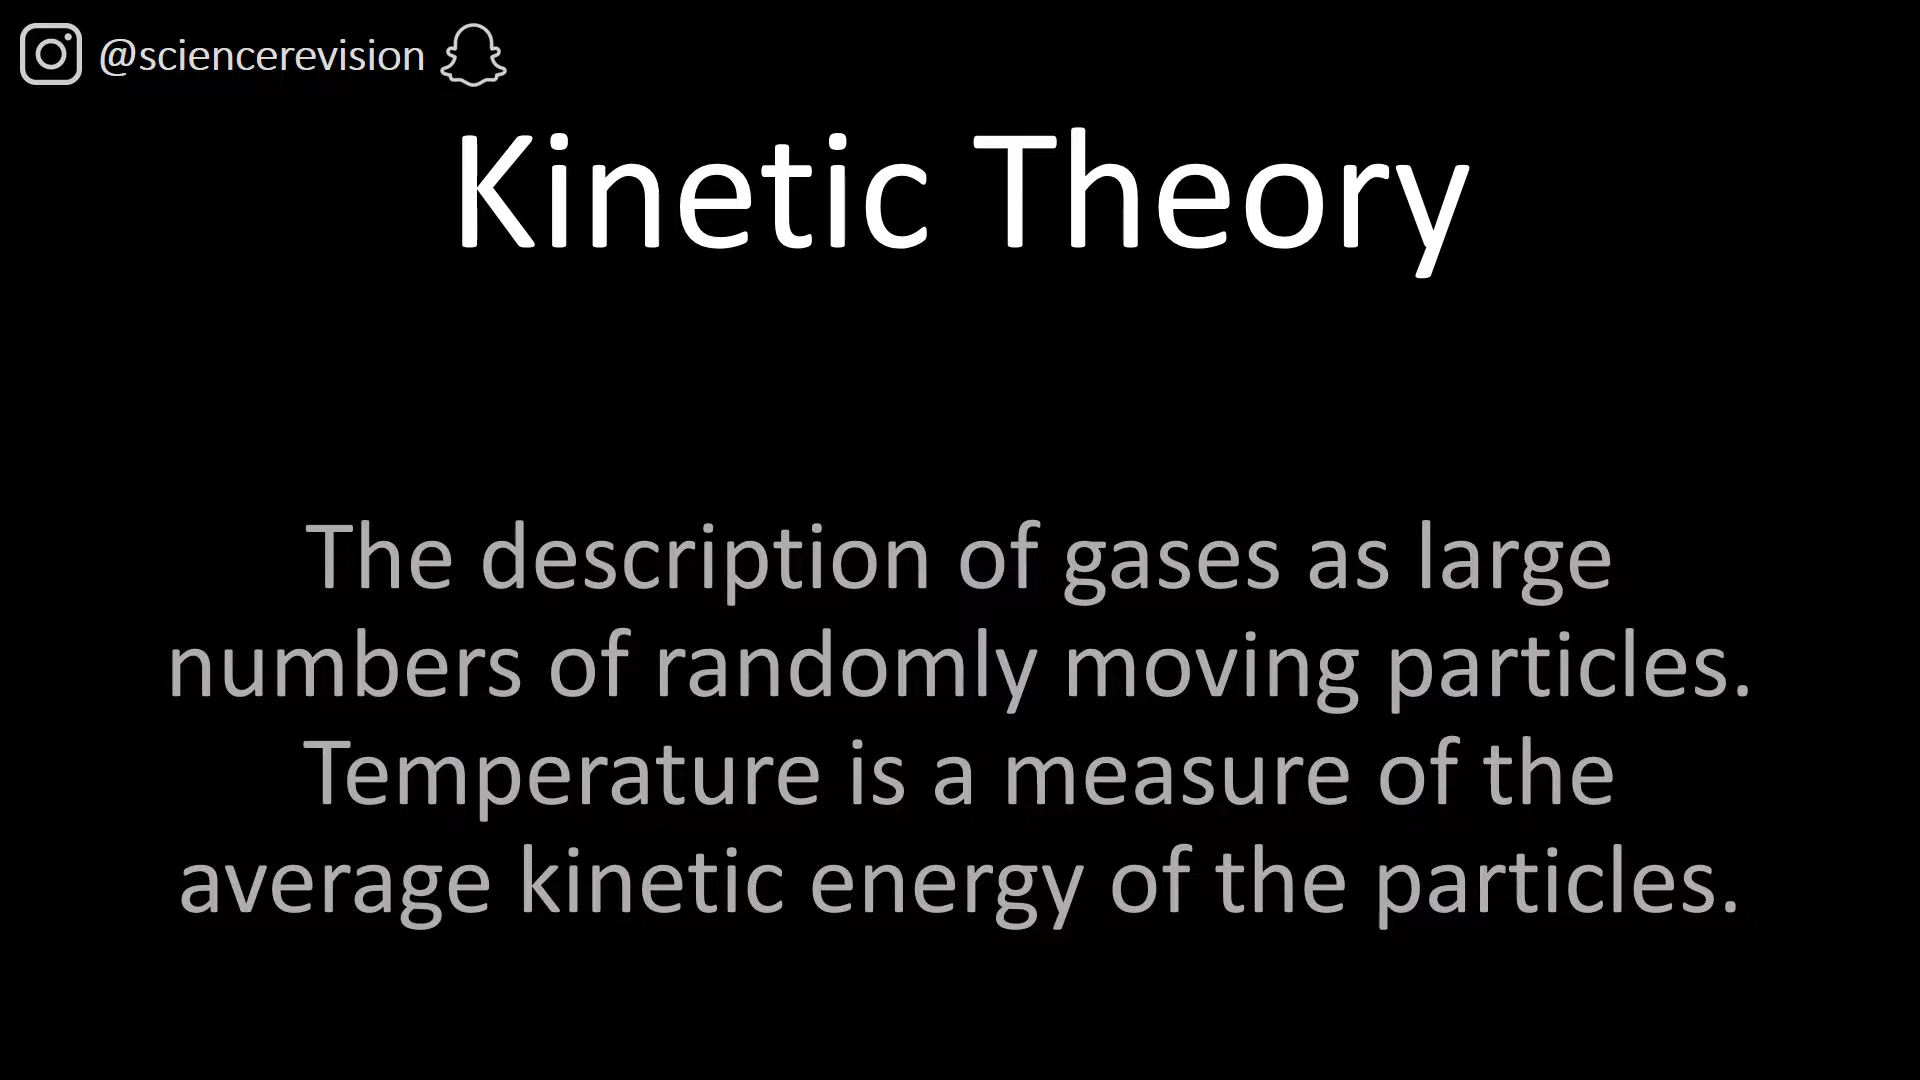 @sciencerevision
Kinetic Theory
The description of gases as large
numbers of randomly moving particles.
Temperature is a measure of the
average kinetic energy of the particles.